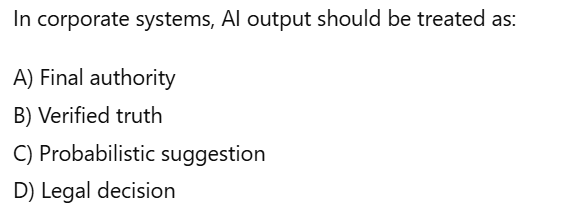 In corporate systems, AI output should be treated as:
A) Final authority
B) Verified truth
C) Probabilistic suggestion
D) Legal decision